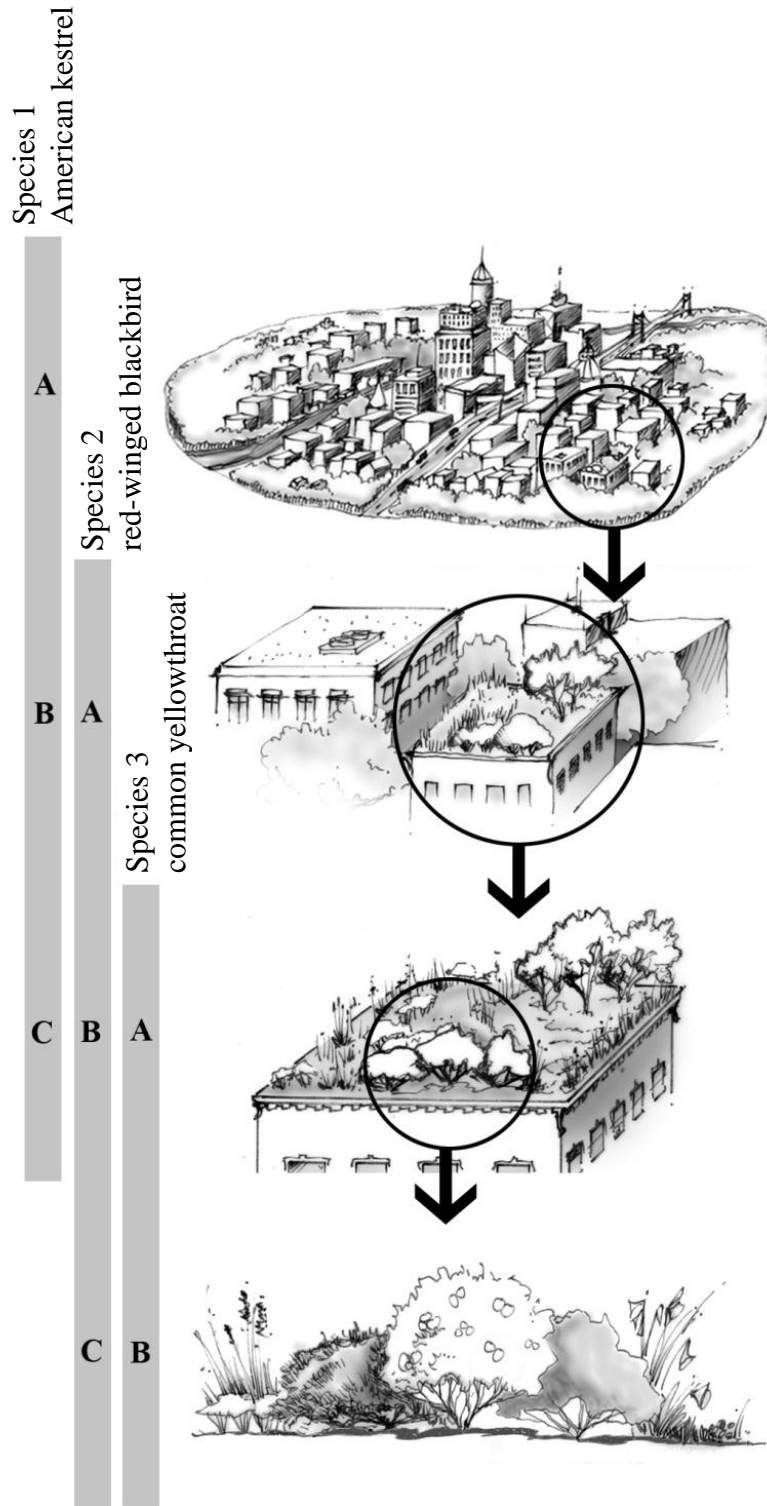 Species 1
American kestrel
A
B
C
Species 2
red-winged blackbird
A
B
C
Species 3
common yellowthroat
A
B